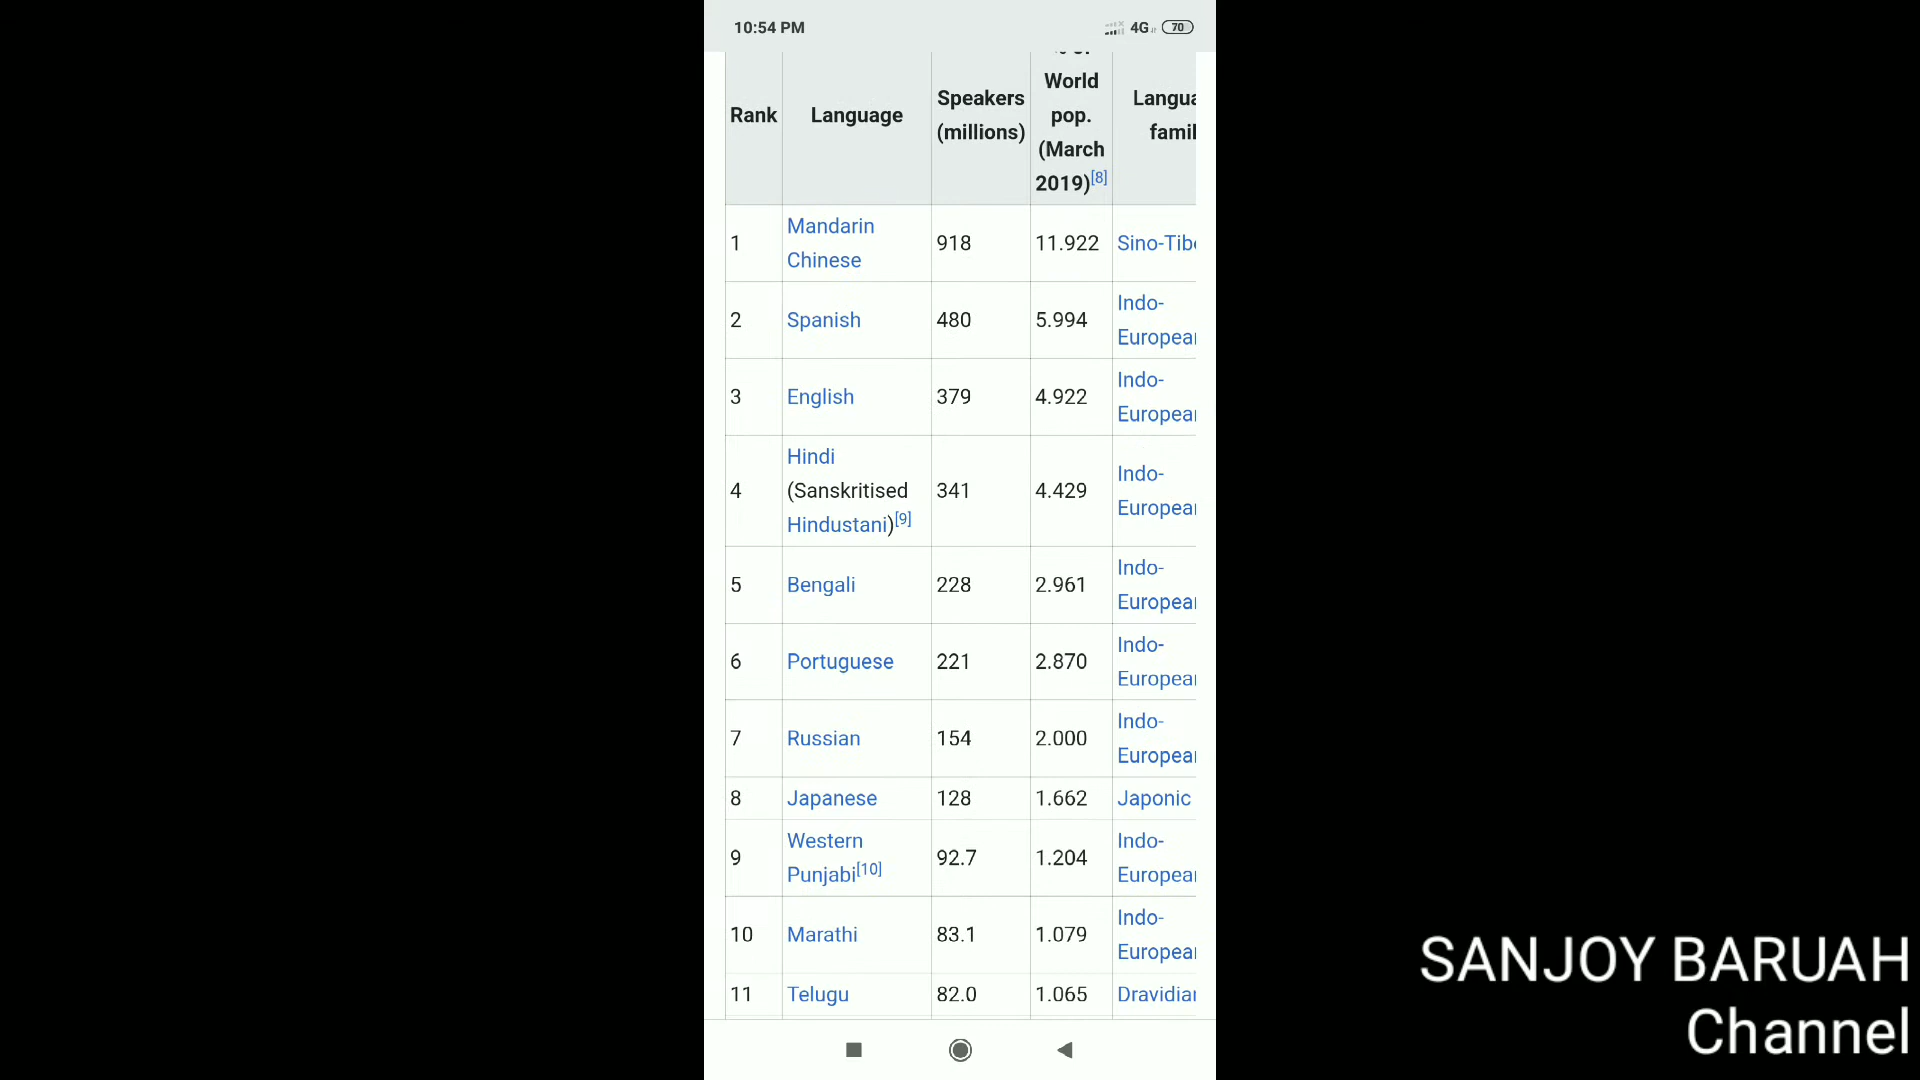 10:54 PM 4G 70
Rank Language Speakers (millions) World pop. (March 2019)[8]
1 Mandarin Chinese 918 11.922
2 Spanish 480 5.994 Indo-
3 English 379 4.922 Indo-
4 Hindi (Sanskritised Hindustani)[9] 341 4.429 Indo-
5 Bengali 228 2.961 Indo-
6 Portuguese 221 2.870 Indo-
7 Russian 154 2.000 Indo-
8 Japanese 128 1.662 Japonic
9 Western Punjabi[10] 92.7 1.204 Indo-
10 Marathi 83.1 1.079 Indo-
11 Telugu 82.0 1.065
SANJOY BARUAH
Channel